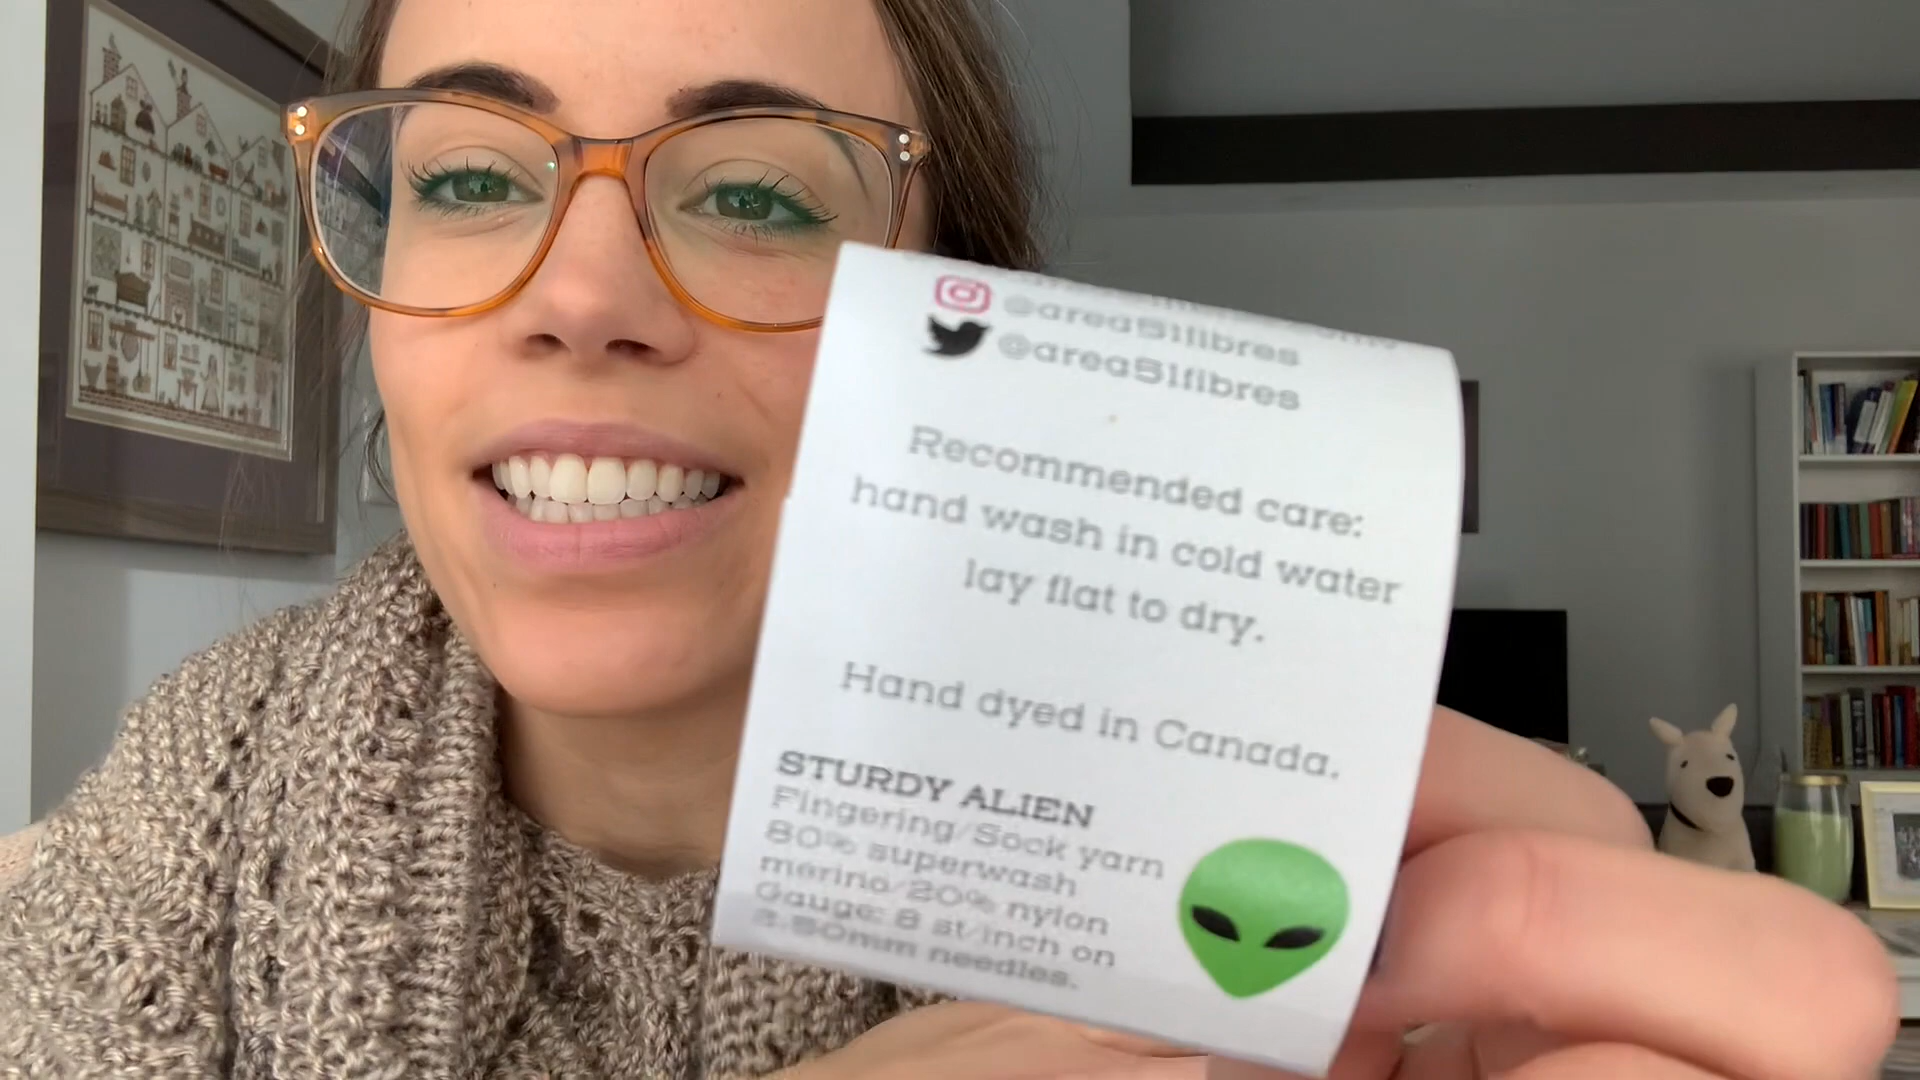 @area51fibres
@area51fibres
Recommended care:
hand wash in cold water
lay flat to dry.
Hand dyed in Canada.
STURDY ALIEN
Fingering/Sock yarn
80% superwash
merino/20% nylon
Gauge: 8 st/inch on
needles.